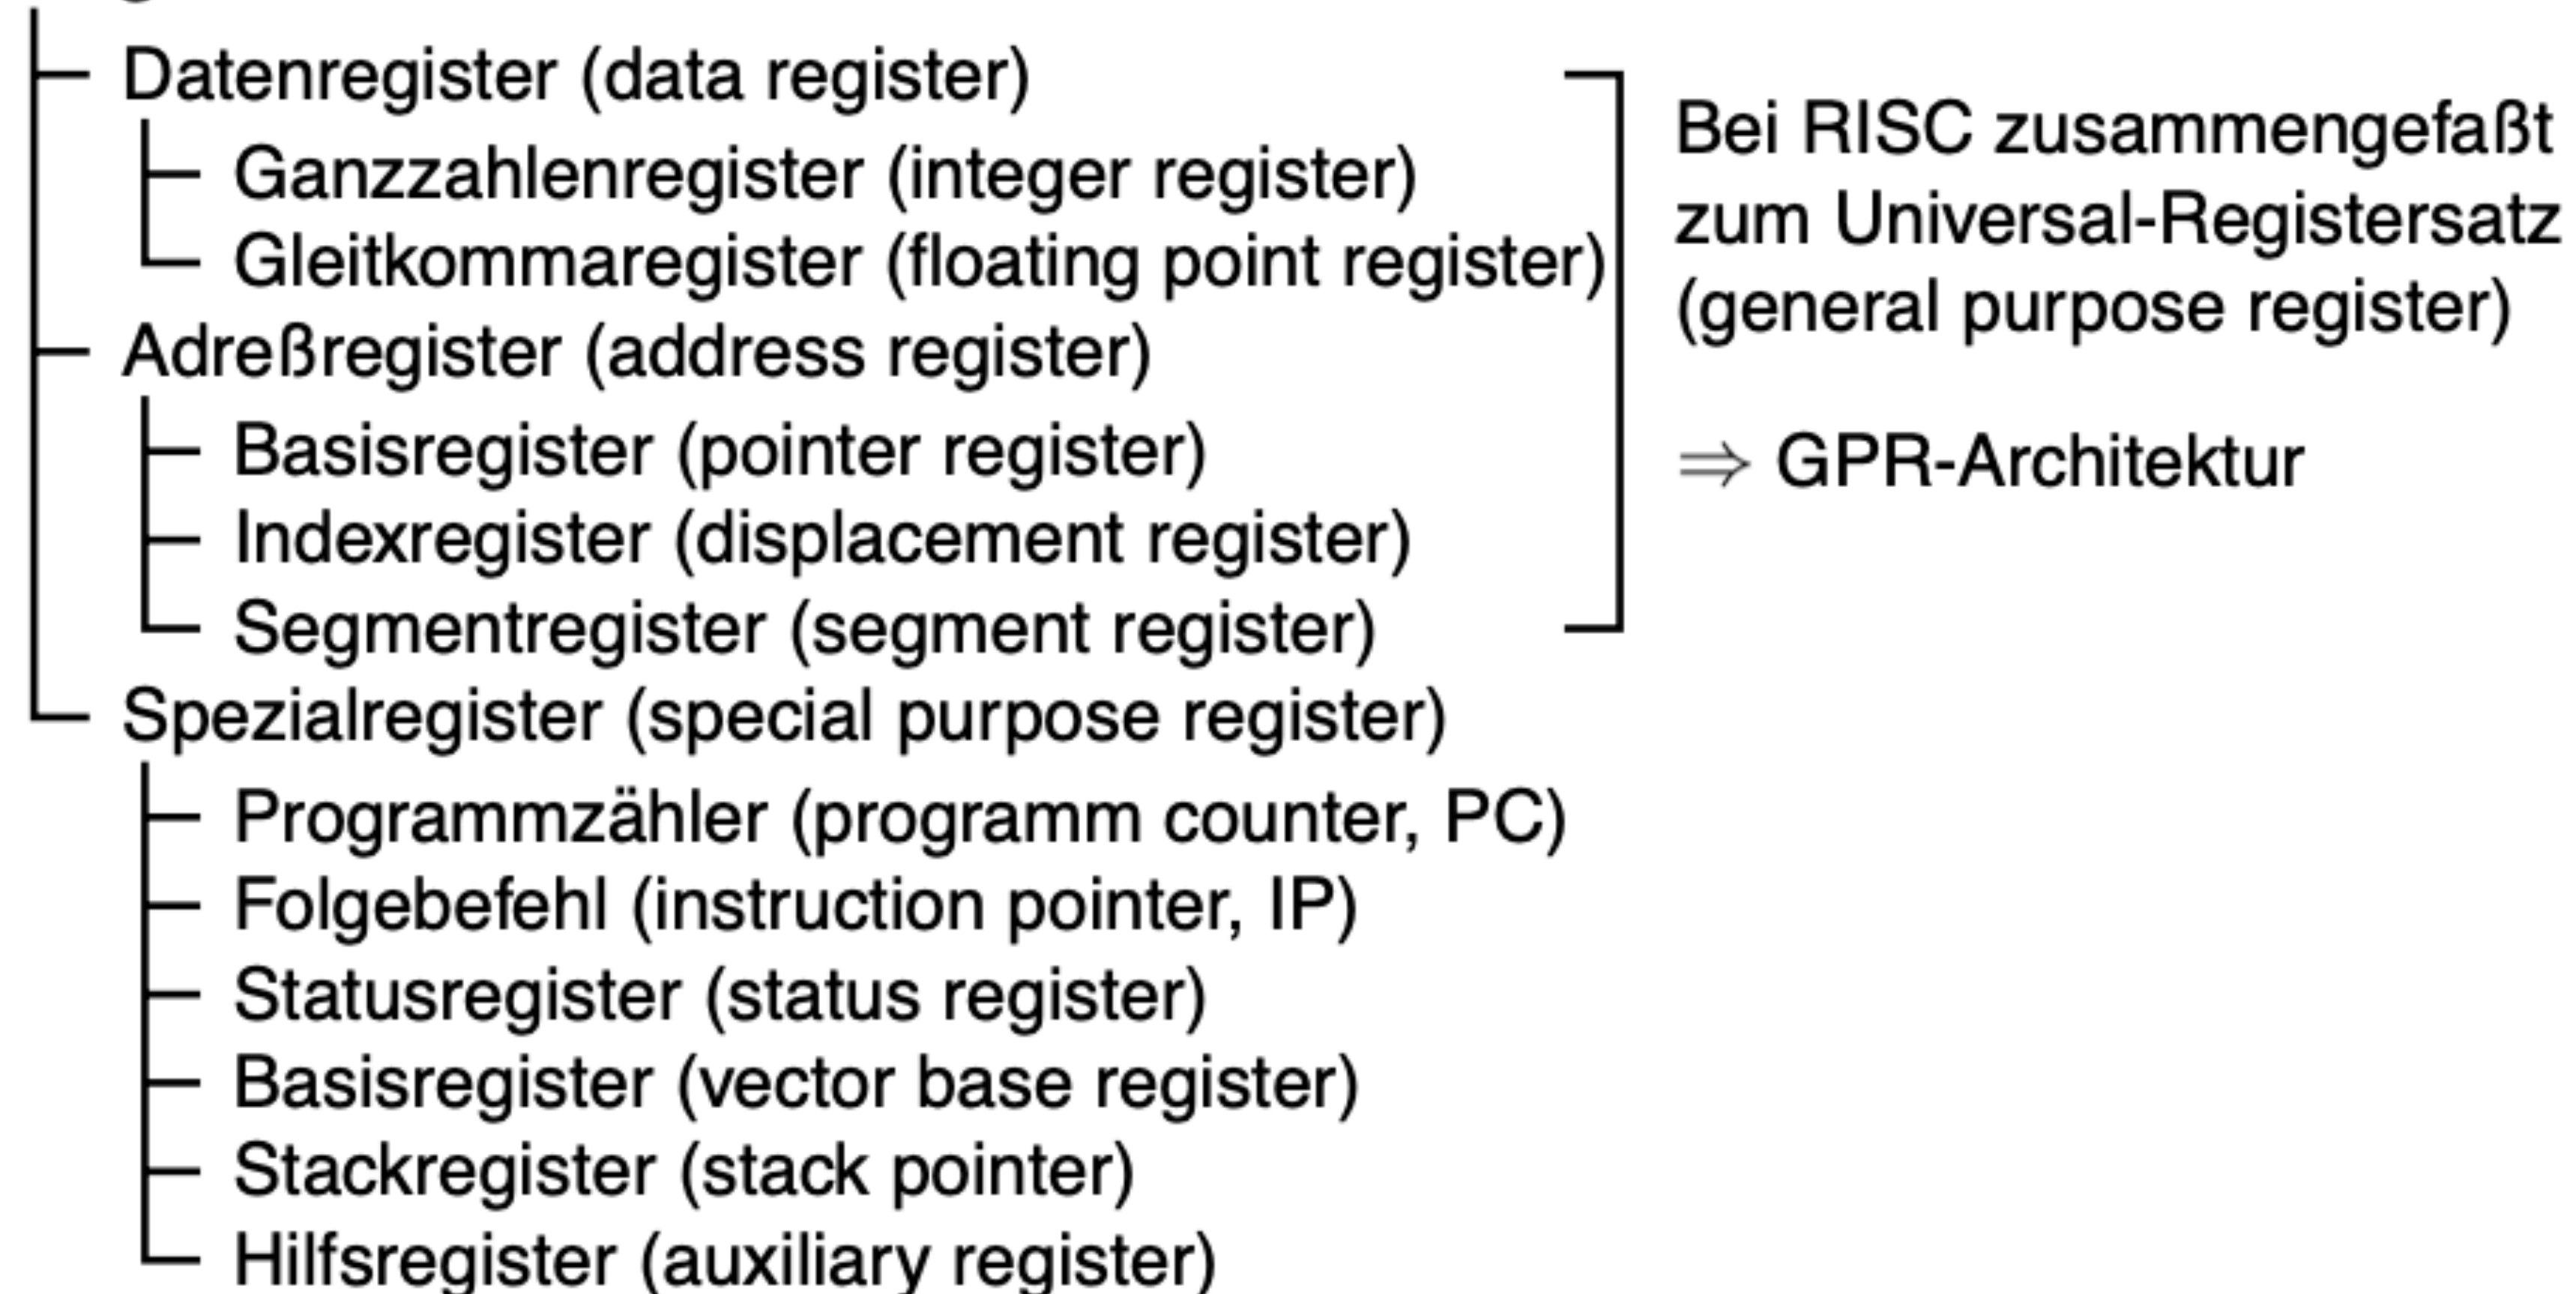 Datenregister (data register)
Ganzzahlenregister (integer register)
Gleitkommaregister (floating point register)
Adreßregister (address register)
Basisregister (pointer register)
Indexregister (displacement register)
Segmentregister (segment register)
Spezialregister (special purpose register)
Programmzähler (programm counter, PC)
Folgebefehl (instruction pointer, IP)
Statusregister (status register)
Basisregister (vector base register)
Stackregister (stack pointer)
Hilfsregister (auxiliary register)
Bei RISC zusammengefaßt
zum Universal-Registersatz
(general purpose register)
⇒ GPR-Architektur